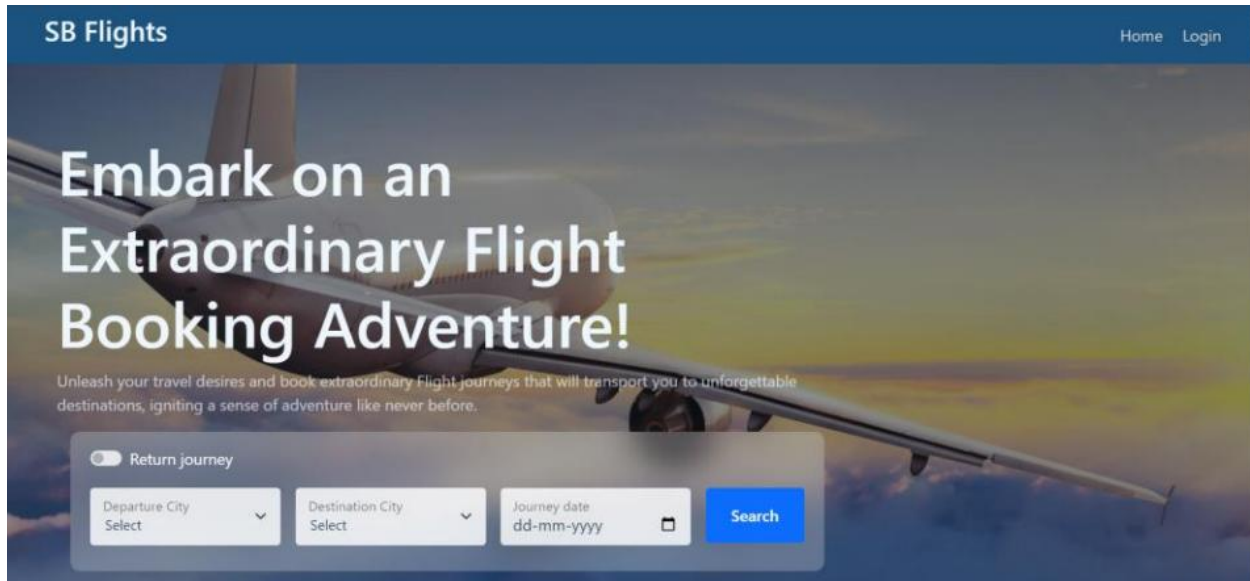 SB Flights
Home Login
Embark on an
Extraordinary Flight
Booking Adventure!
Unleash your travel desires and book extraordinary Flight journeys that will transport you to unforgettable
destinations, igniting a sense of adventure like never before.
Return journey
Departure City
Select
Destination City
Select
Journey date
dd-mm-yyyy
Search